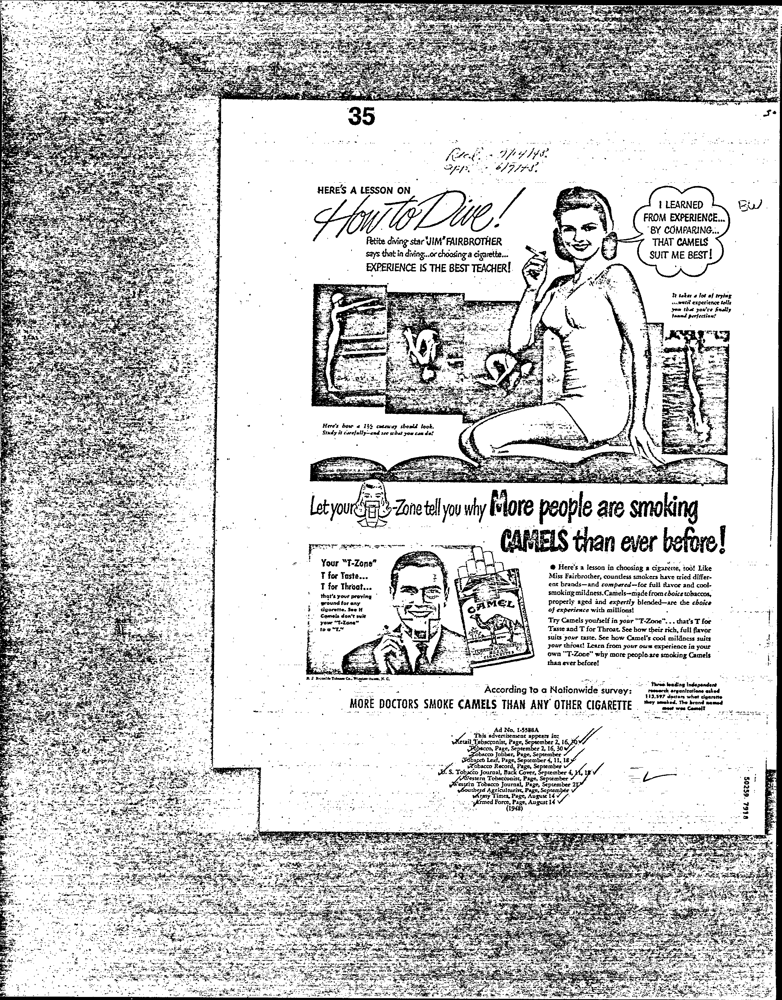 35
HERE'S A LESSON ON
How to Dive!
Petite diving star "JIM" FAIRBROTHER
says that in diving...or choosing a cigarette...
EXPERIENCE IS THE BEST TEACHER!
I LEARNED
FROM EXPERIENCE...
BY COMPARING...
THAT CAMELS
SUIT ME BEST!
BW
It takes a lot of trying
...until experience tells
you that you've finally
found perfection!
Here's how a 1½ cutaway should look.
Study it carefully—and see what you can do!
Let your -Zone tell you why More people are smoking
CAMELS than ever before!
Your "T-Zone"
T for Taste...
T for Throat...
that's your proving
ground for any
cigarette. See if
Camels don't suit
your "T-Zone"
to a "T."
CAMEL
● Here's a lesson in choosing a cigarette, too! Like
Miss Fairbrother, countless smokers have tried differ-
ent brands—and compared—for full flavor and cool-
smoking mildness. Camels—made from choice tobaccos,
properly aged and expertly blended—are the choice
of experience with millions!
Try Camels yourself in your "T-Zone"... that's T for
Taste and T for Throat. See how their rich, full flavor
suits your taste. See how Camel's cool mildness suits
your throat! Learn from your own experience in your
own "T-Zone" why more people are smoking Camels
than ever before!
R. J. Reynolds Tobacco Co., Winston-Salem, N. C.
According to a Nationwide survey:
MORE DOCTORS SMOKE CAMELS THAN ANY OTHER CIGARETTE
Three leading independent
research organizations asked
113,597 doctors what cigarette
they smoked. The brand named
most was Camel!
Ad No. 1-5588A
This advertisement appears in:
Retail Tobacconist, Page, September 2, 16, 30
Tobacco, Page, September 2, 16, 30
Tobacco Jobber, Page, September
Tobacco Leaf, Page, September 4, 11, 18
Tobacco Record, Page, September
U. S. Tobacco Journal, Back Cover, September 4, 11, 18
Western Tobacconist, Page, September
Western Tobacco Journal, Page, September
Southern Agriculturist, Page, September
Army Times, Page, August 14
Armed Force, Page, August 14
(1948)
50239 7918